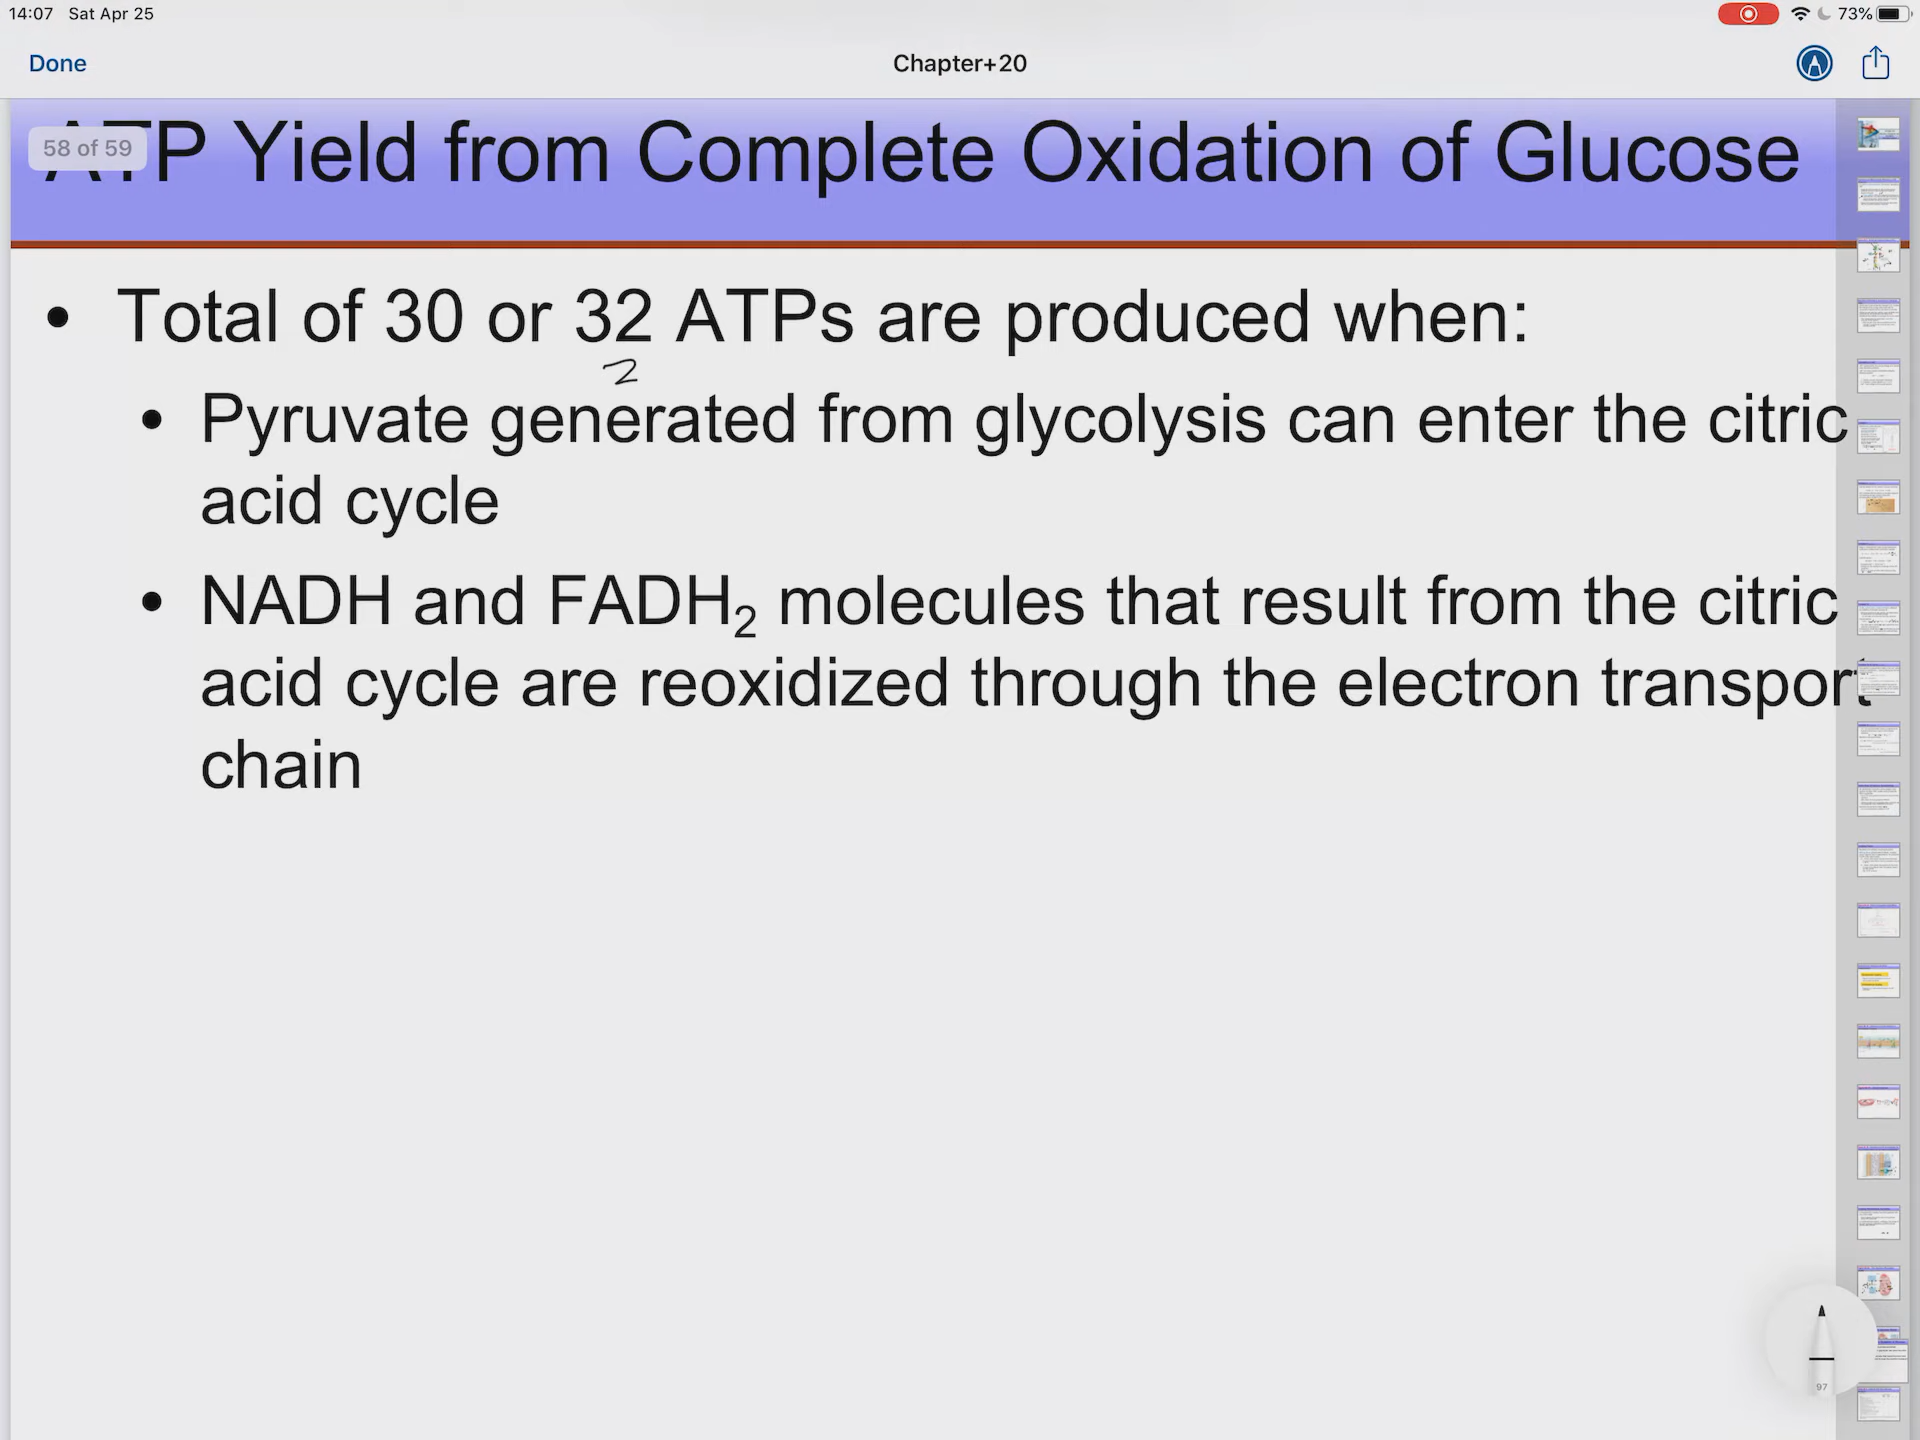 14:07 Sat Apr 25
73%
Done
Chapter+20
58 of 59
ATP Yield from Complete Oxidation of Glucose
• Total of 30 or 32 ATPs are produced when:
2
• Pyruvate generated from glycolysis can enter the citric
acid cycle
• NADH and FADH₂ molecules that result from the citric
acid cycle are reoxidized through the electron transport
chain
97